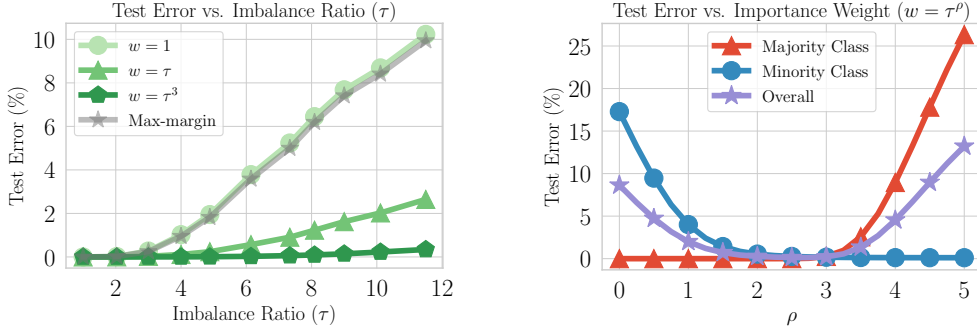 Test Error vs. Imbalance Ratio (τ)
Test Error (%)
10
8
6
4
2
0
w = 1
w = τ
w = τ³
Max-margin
2 4 6 8 10 12
Imbalance Ratio (τ)
Test Error vs. Importance Weight (w = τ^ρ)
Test Error (%)
25
20
15
10
5
0
Majority Class
Minority Class
Overall
0 1 2 3 4 5
ρ